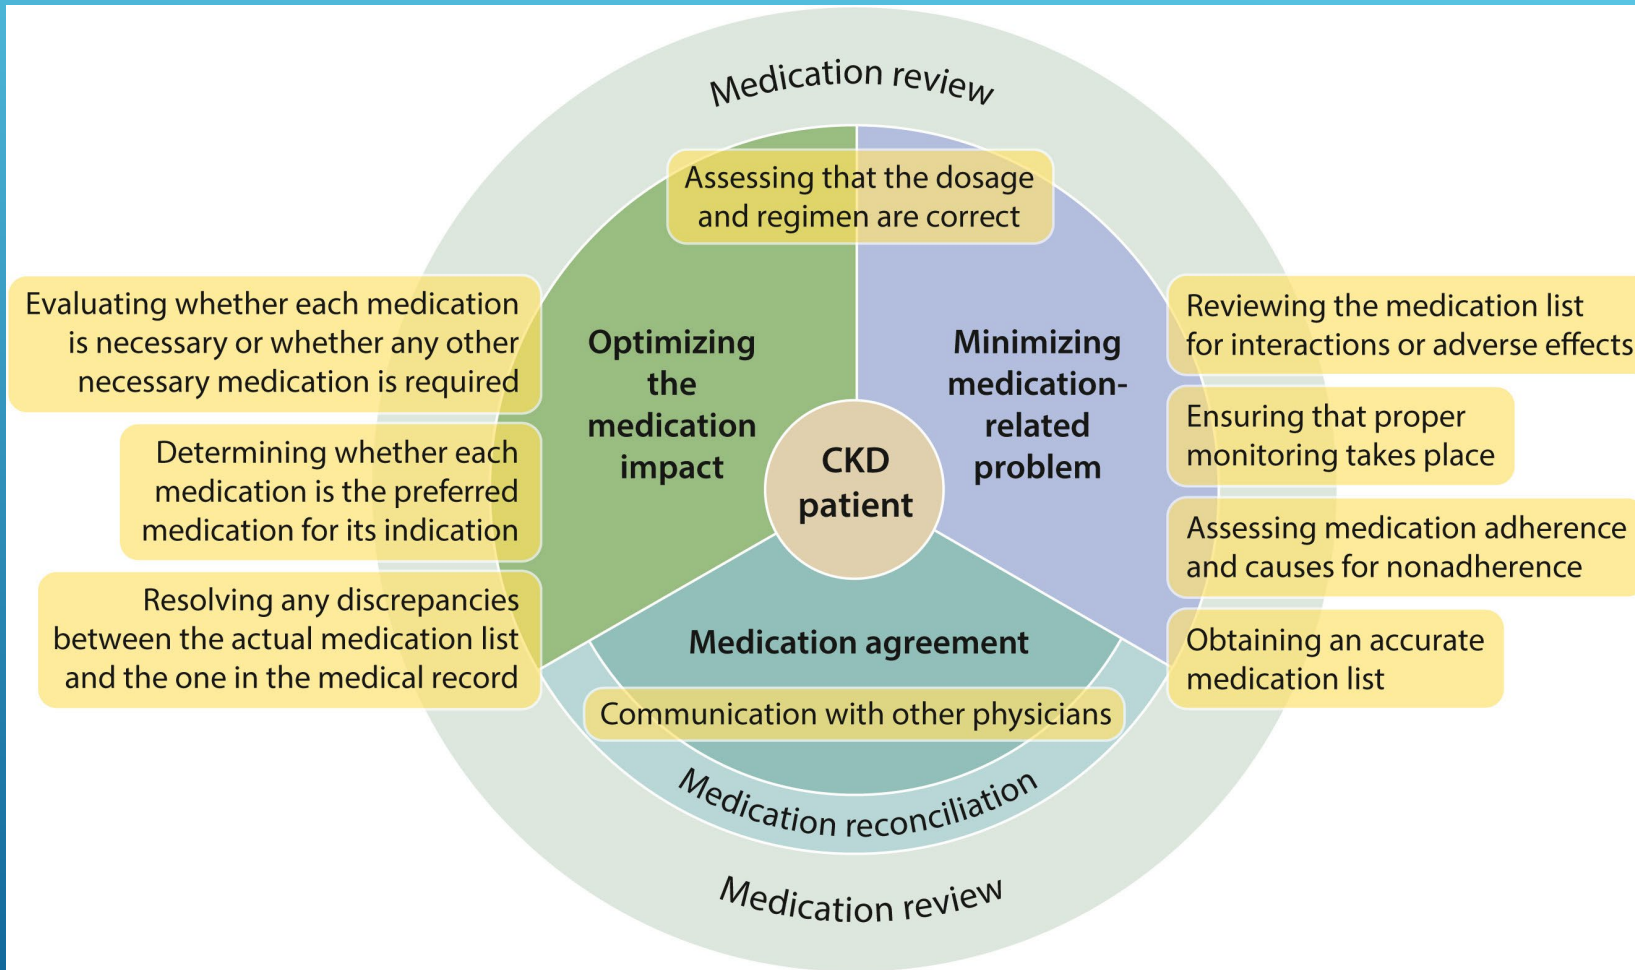 Medication review
Assessing that the dosage
and regimen are correct
Evaluating whether each medication
is necessary or whether any other
necessary medication is required
Determining whether each
medication is the preferred
medication for its indication
Resolving any discrepancies
between the actual medication list
and the one in the medical record
Optimizing
the
medication
impact
CKD
patient
Minimizing
medication-
related
problem
Reviewing the medication list
for interactions or adverse effects
Ensuring that proper
monitoring takes place
Assessing medication adherence
and causes for nonadherence
Obtaining an accurate
medication list
Medication agreement
Communication with other physicians
Medication reconciliation
Medication review